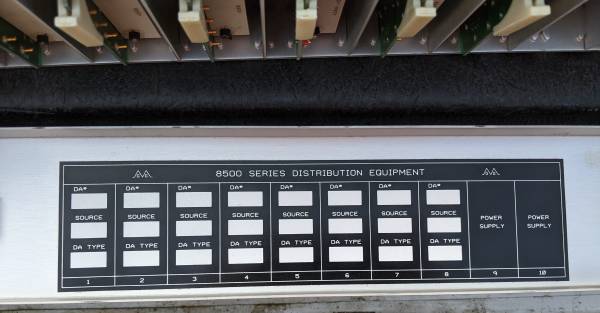 8500 SERIES DISTRIBUTION EQUIPMENT
DA# DA# DA# DA# DA# DA# DA# DA#
SOURCE SOURCE SOURCE SOURCE SOURCE SOURCE SOURCE SOURCE POWER SUPPLY POWER SUPPLY
DA TYPE DA TYPE DA TYPE DA TYPE DA TYPE DA TYPE DA TYPE DA TYPE
1 2 3 4 5 6 7 8 9 10